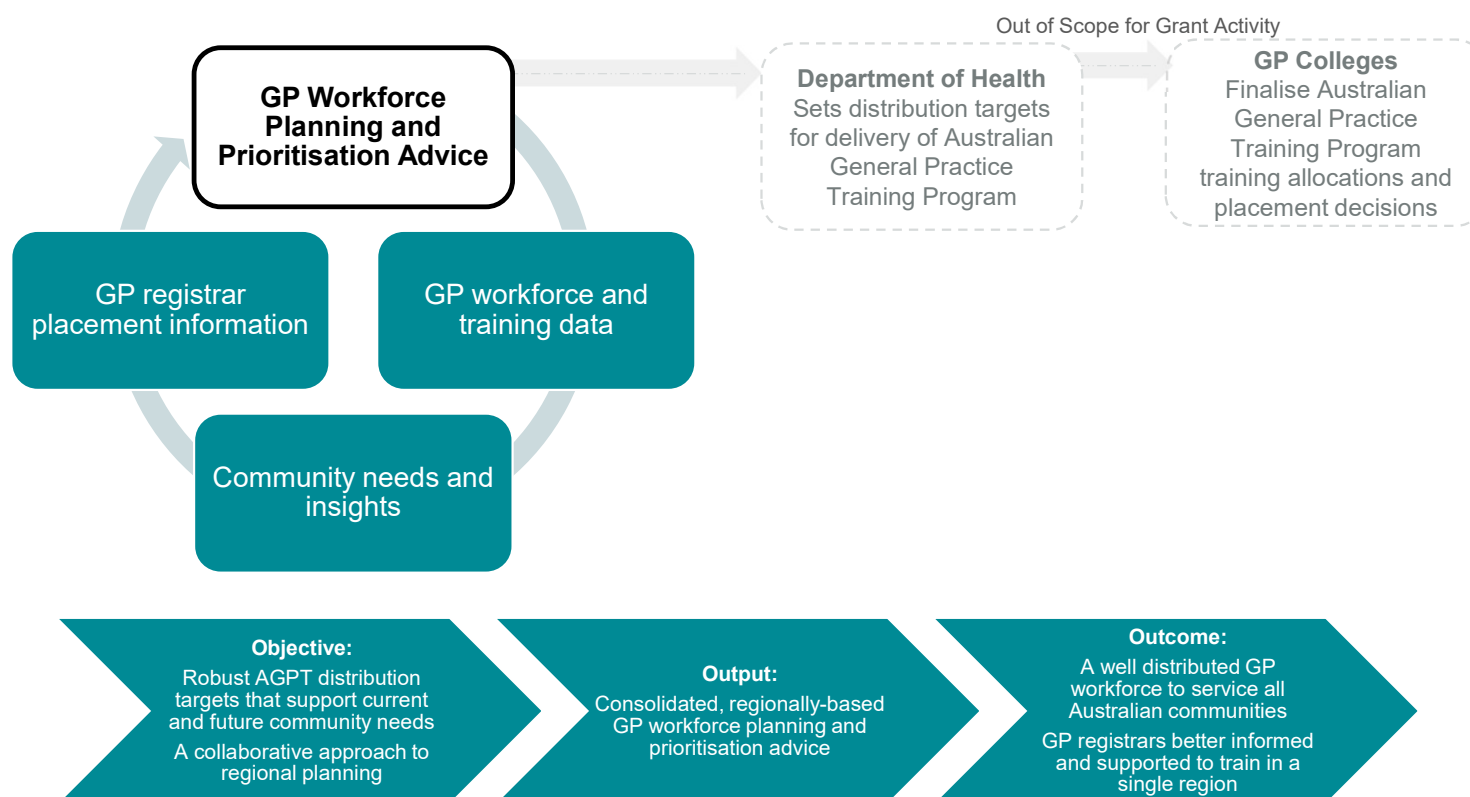 Out of Scope for Grant Activity
GP Workforce
Planning and
Prioritisation Advice
Department of Health
Sets distribution targets
for delivery of Australian
General Practice
Training Program
GP Colleges
Finalise Australian
General Practice
Training Program
training allocations and
placement decisions
GP registrar
placement information
GP workforce and
training data
Community needs and
insights
Objective:
Robust AGPT distribution
targets that support current
and future community needs
A collaborative approach to
regional planning
Output:
Consolidated, regionally-based
GP workforce planning and
prioritisation advice
Outcome:
A well distributed GP
workforce to service all
Australian communities
GP registrars better informed
and supported to train in a
single region